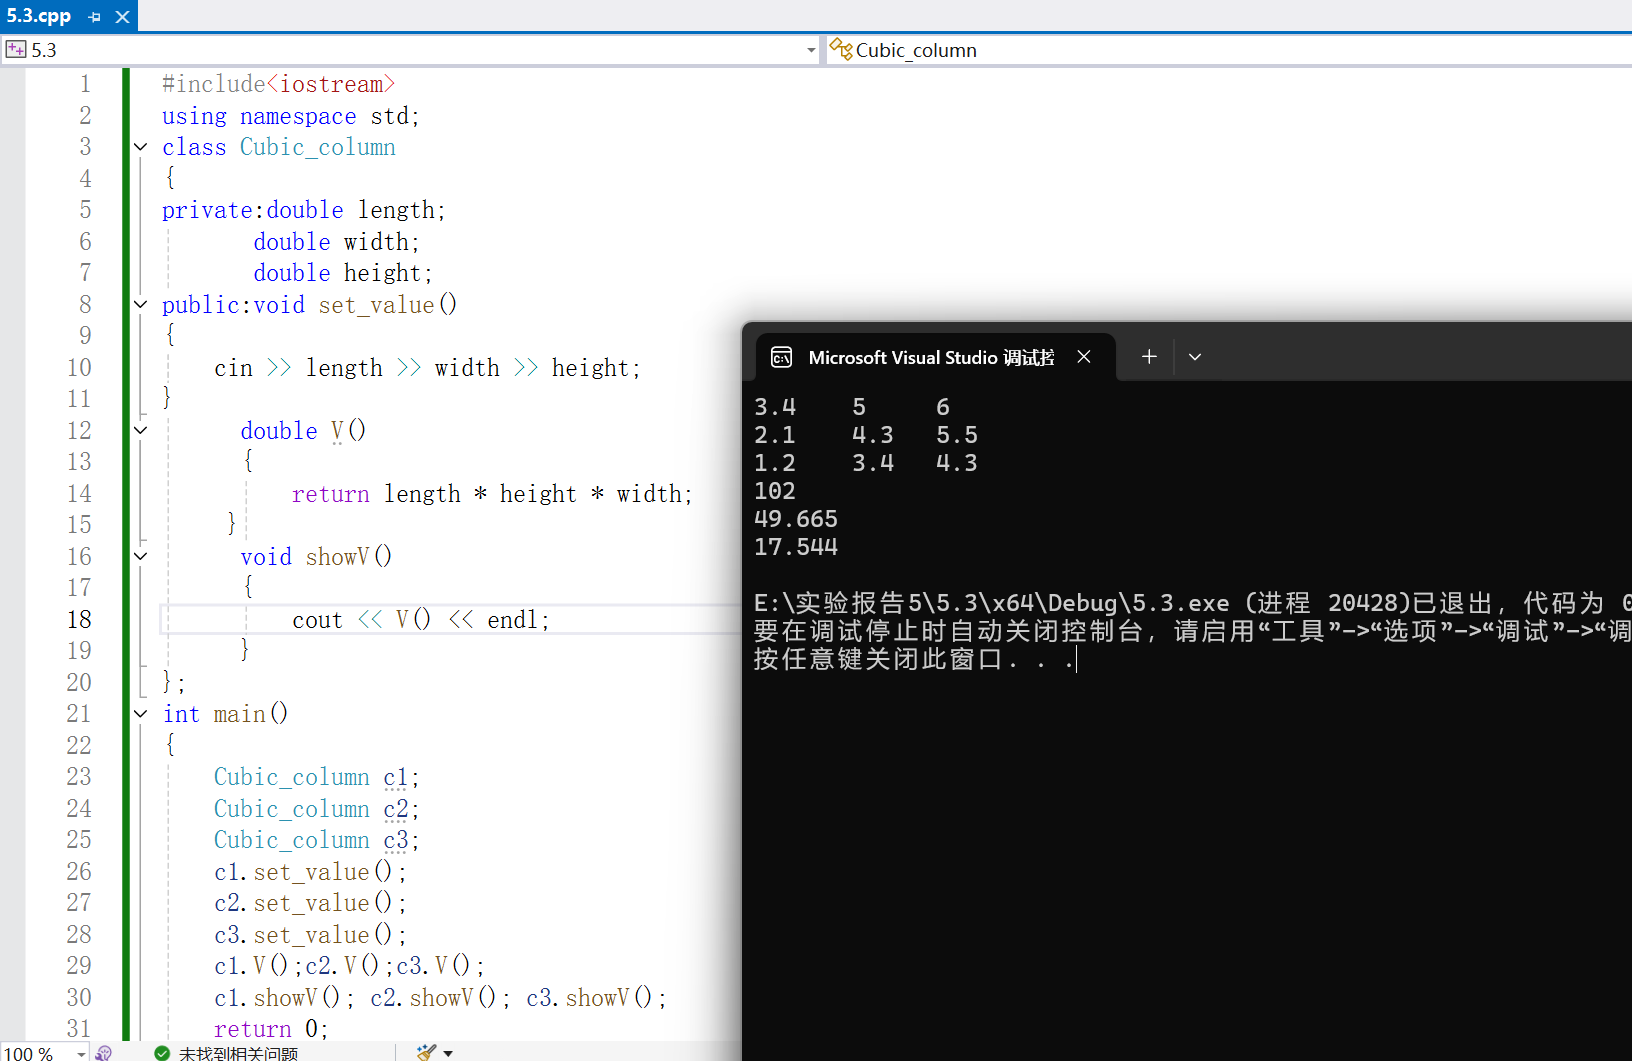 5.3.cpp
5.3
Cubic_column
1 #include<iostream>
2 using namespace std;
3 class Cubic_column
4 {
5 private:double length;
6 double width;
7 double height;
8 public:void set_value()
9 {
10 cin >> length >> width >> height;
11 }
12 double V()
13 {
14 return length * height * width;
15 }
16 void showV()
17 {
18 cout << V() << endl;
19 }
20 };
21 int main()
22 {
23 Cubic_column c1;
24 Cubic_column c2;
25 Cubic_column c3;
26 c1.set_value();
27 c2.set_value();
28 c3.set_value();
29 c1.V();c2.V();c3.V();
30 c1.showV(); c2.showV(); c3.showV();
31 return 0;
100 %
未找到相关问题
Microsoft Visual Studio 调试控
3.4 5 6
2.1 4.3 5.5
1.2 3.4 4.3
102
49.665
17.544
E:\实验报告5\5.3\x64\Debug\5.3.exe (进程 20428)已退出，代码为 0
要在调试停止时自动关闭控制台，请启用“工具”->“选项”->“调试”->“调
按任意键关闭此窗口. . .